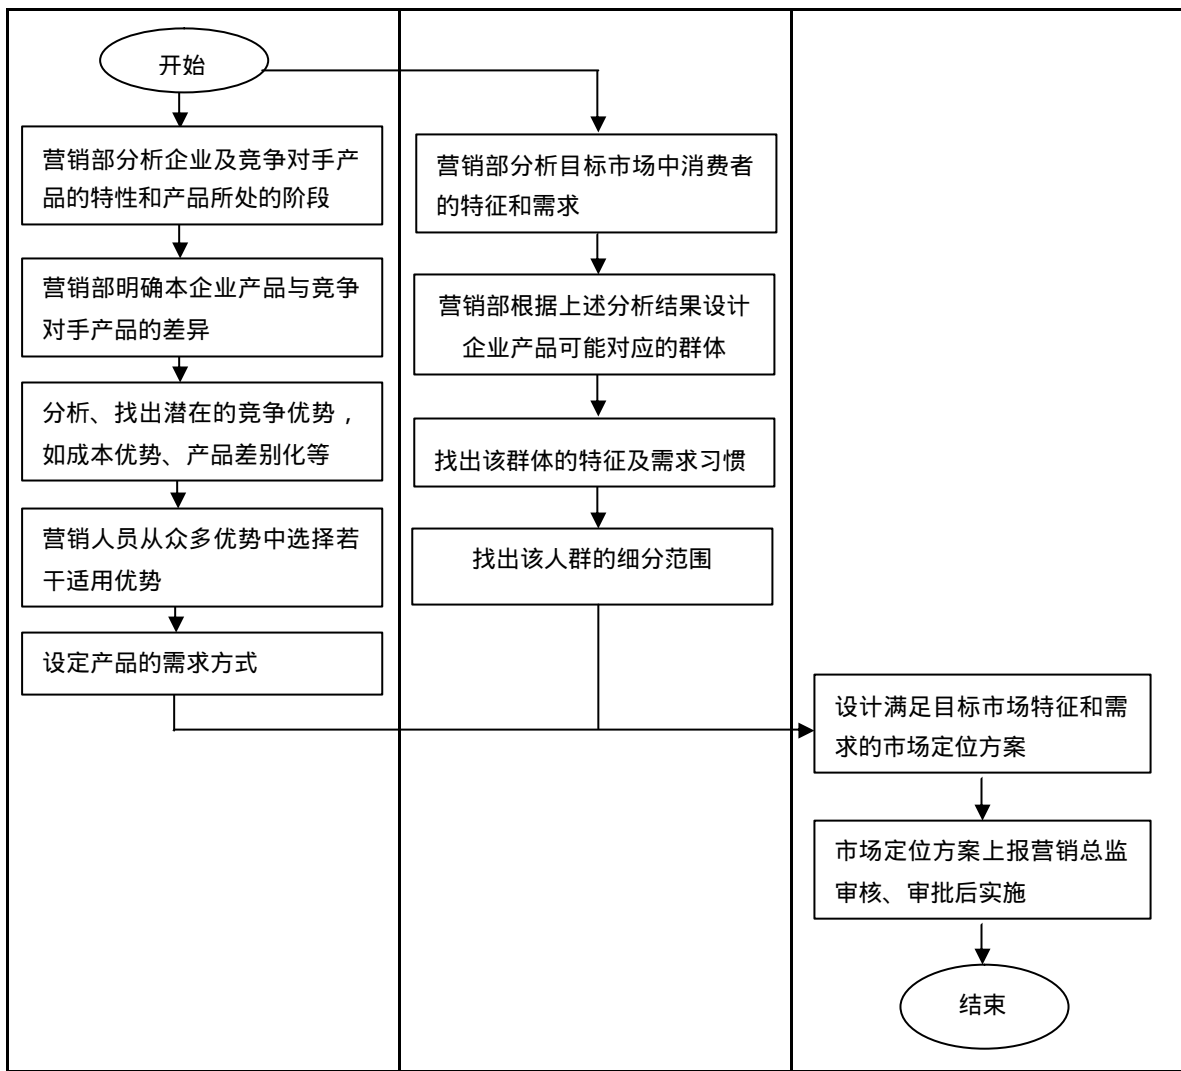 开始
营销部分析企业及竞争对手产
品的特性和产品所处的阶段
营销部明确本企业产品与竞争
对手产品的差异
分析、找出潜在的竞争优势，
如成本优势、产品差别化等
营销人员从众多优势中选择若
干适用优势
设定产品的需求方式
营销部分析目标市场中消费者
的特征和需求
营销部根据上述分析结果设计
企业产品可能对应的群体
找出该群体的特征及需求习惯
找出该人群的细分范围
设计满足目标市场特征和需
求的市场定位方案
市场定位方案上报营销总监
审核、审批后实施
结束